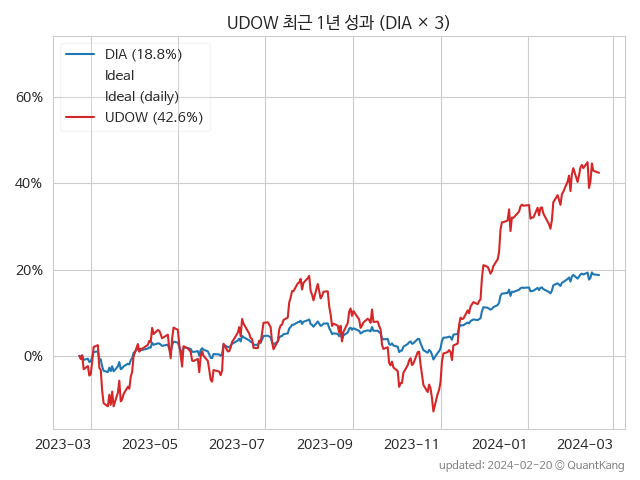 UDOW 최근 1년 성과 (DIA × 3)
DIA (18.8%)
Ideal
Ideal (daily)
UDOW (42.6%)
60%
40%
20%
0%
2023-03 2023-05 2023-07 2023-09 2023-11 2024-01 2024-03
updated: 2024-02-20 © QuantKang